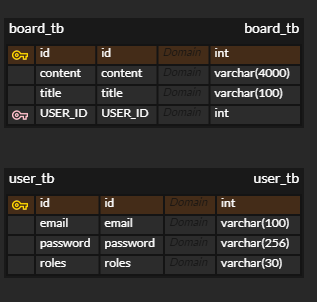 board_tb board_tb
id id Domain int
content content Domain varchar(4000)
title title Domain varchar(100)
USER_ID USER_ID Domain int
user_tb user_tb
id id Domain int
email email Domain varchar(100)
password password Domain varchar(256)
roles roles Domain varchar(30)